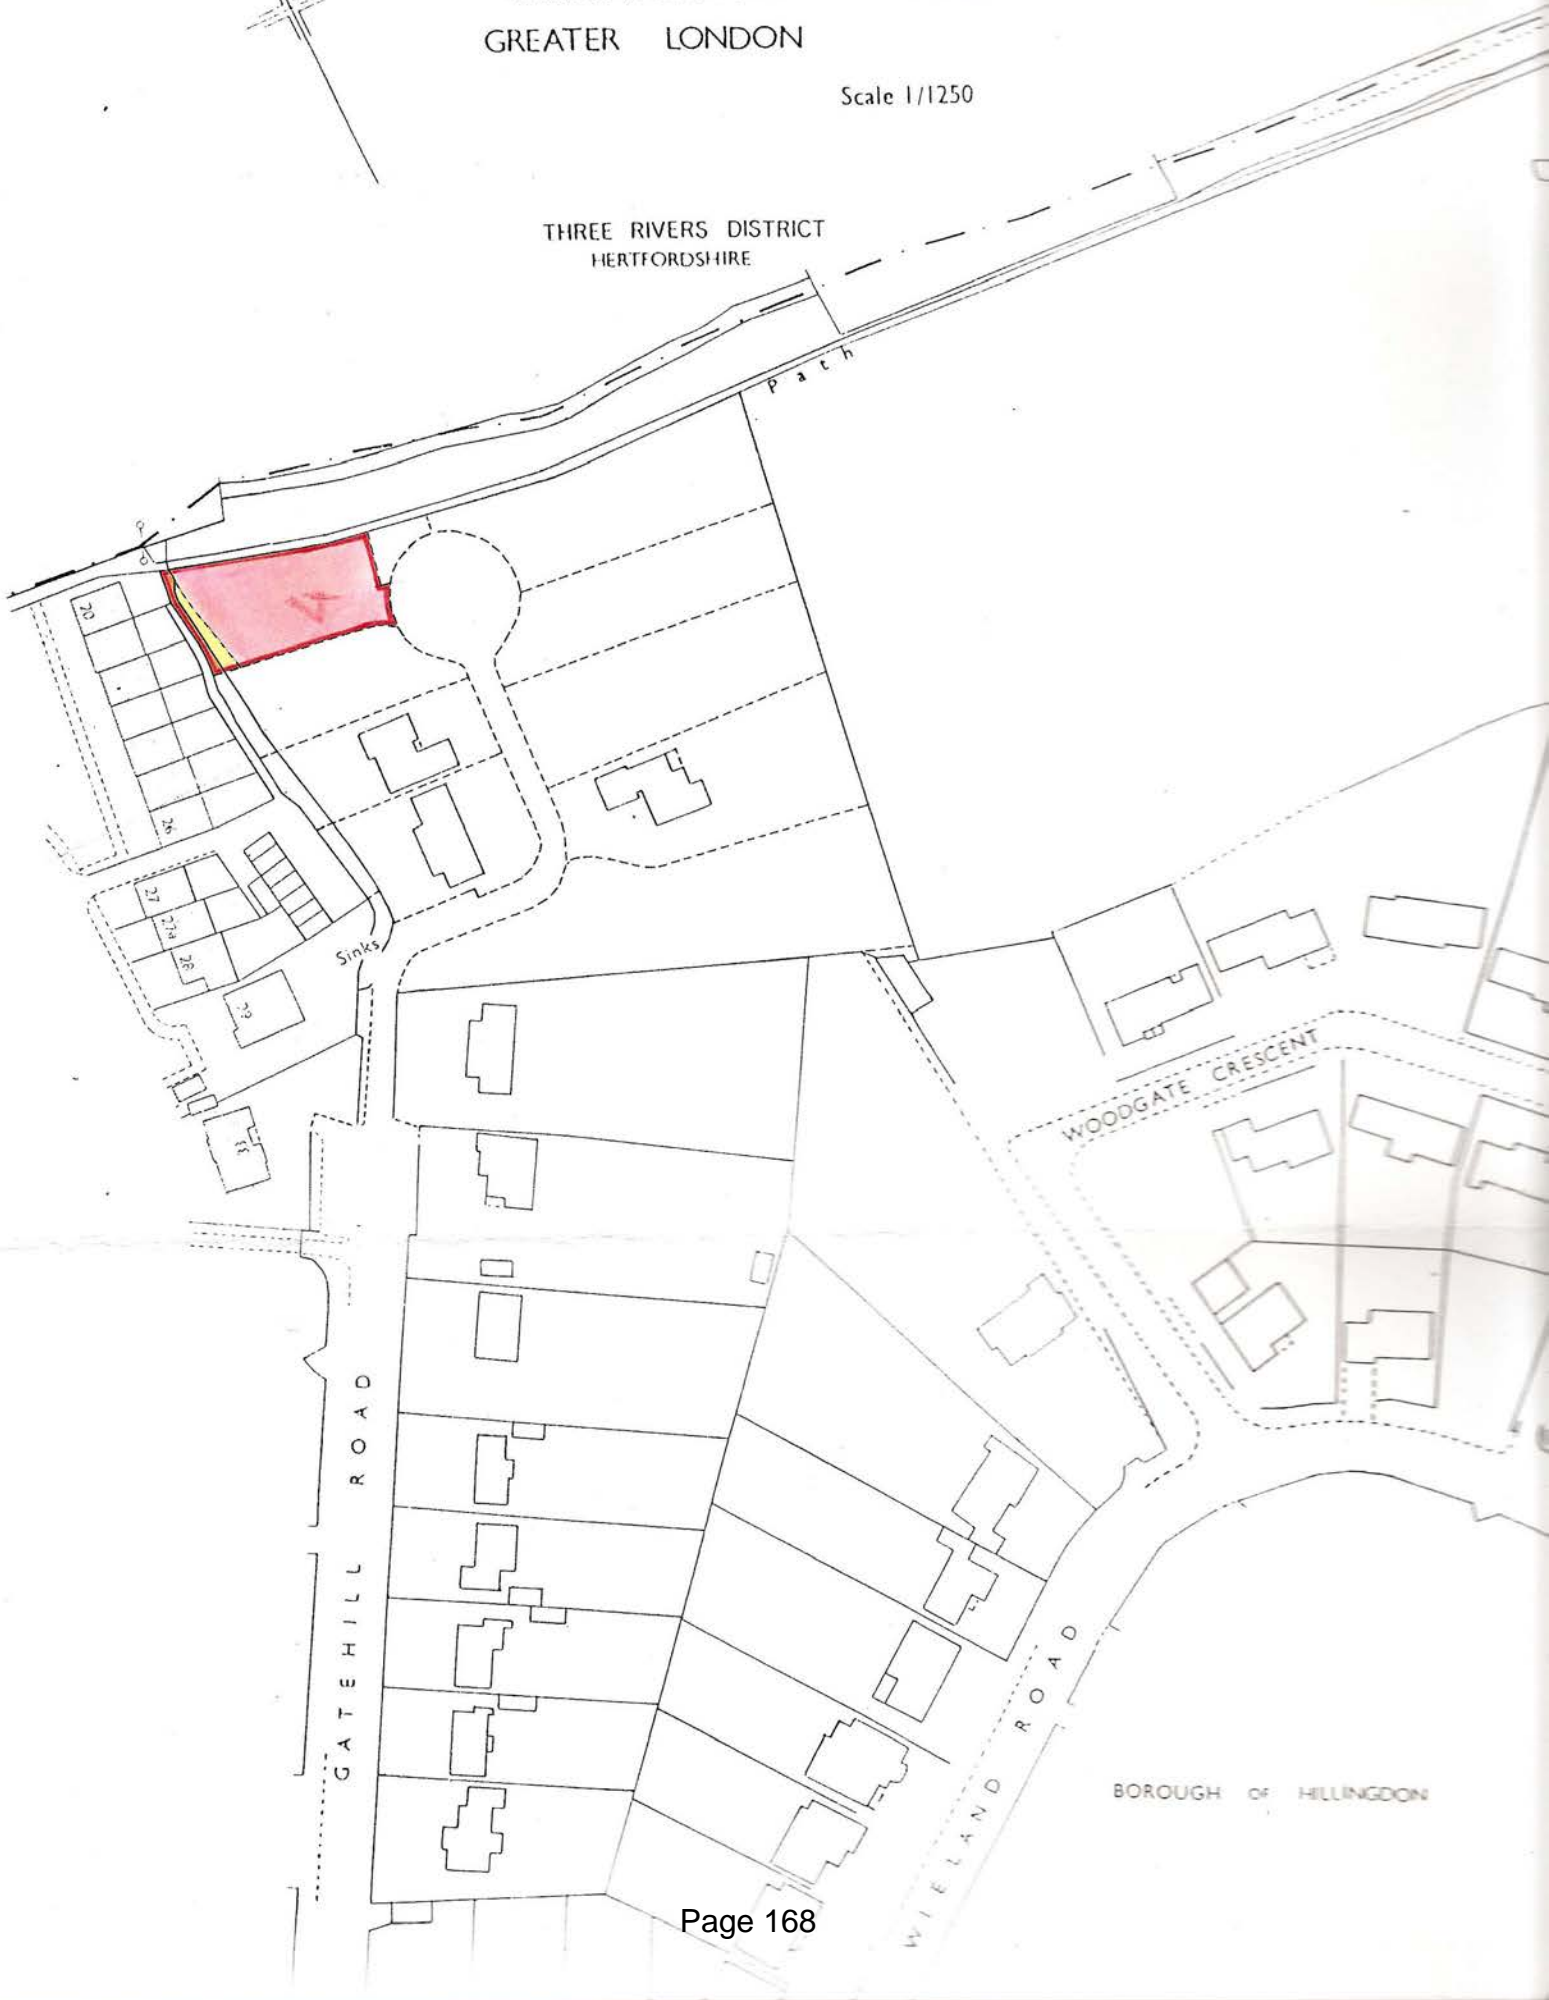 GREATER LONDON
Scale 1/1250
THREE RIVERS DISTRICT
HERTFORDSHIRE
Path
20
26
27
27a
28
29
Sinks
33
WOODGATE CRESCENT
GATEHILL ROAD
WIELAND ROAD
BOROUGH OF HILLINGDON
Page 168